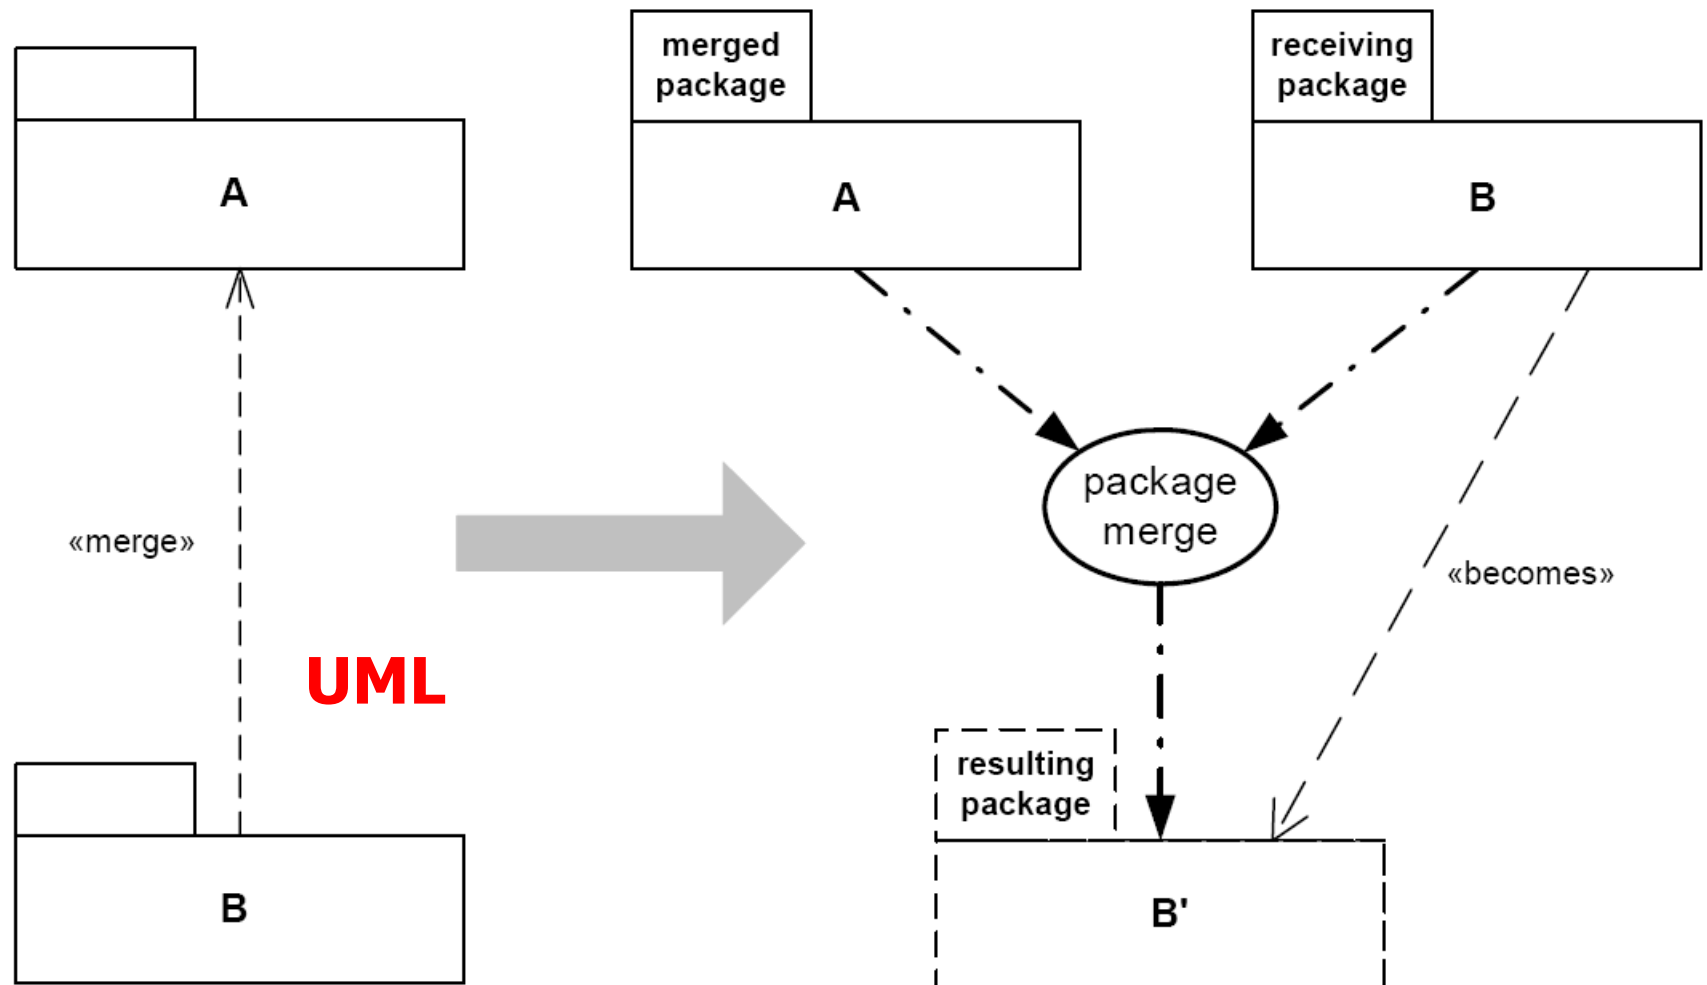 A
«merge»
UML
B
merged
package
A
receiving
package
B
package
merge
«becomes»
resulting
package
B'